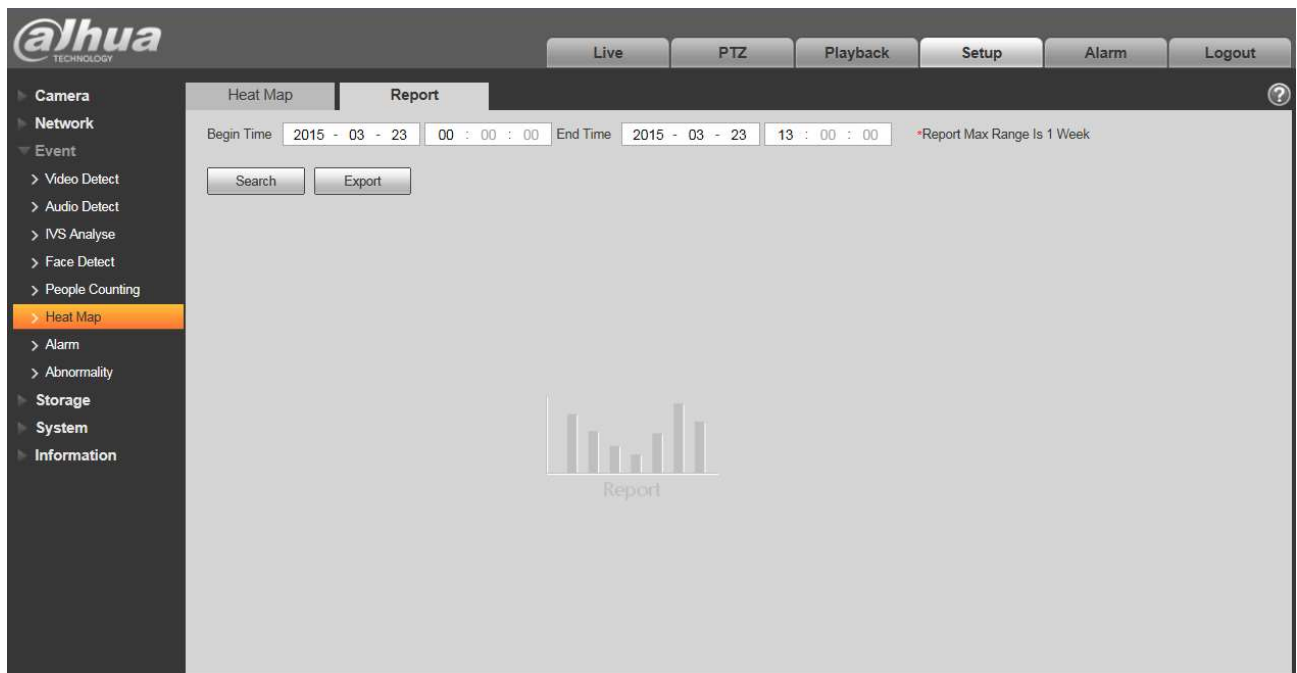 alhua
TECHNOLOGY
Live PTZ Playback Setup Alarm Logout
Camera
Network
Event
Video Detect
Audio Detect
IVS Analyse
Face Detect
People Counting
Heat Map
Alarm
Abnormality
Storage
System
Information
Heat Map Report ?
Begin Time 2015 - 03 - 23 00 : 00 : 00 End Time 2015 - 03 - 23 13 : 00 : 00 *Report Max Range Is 1 Week
Search Export
Report